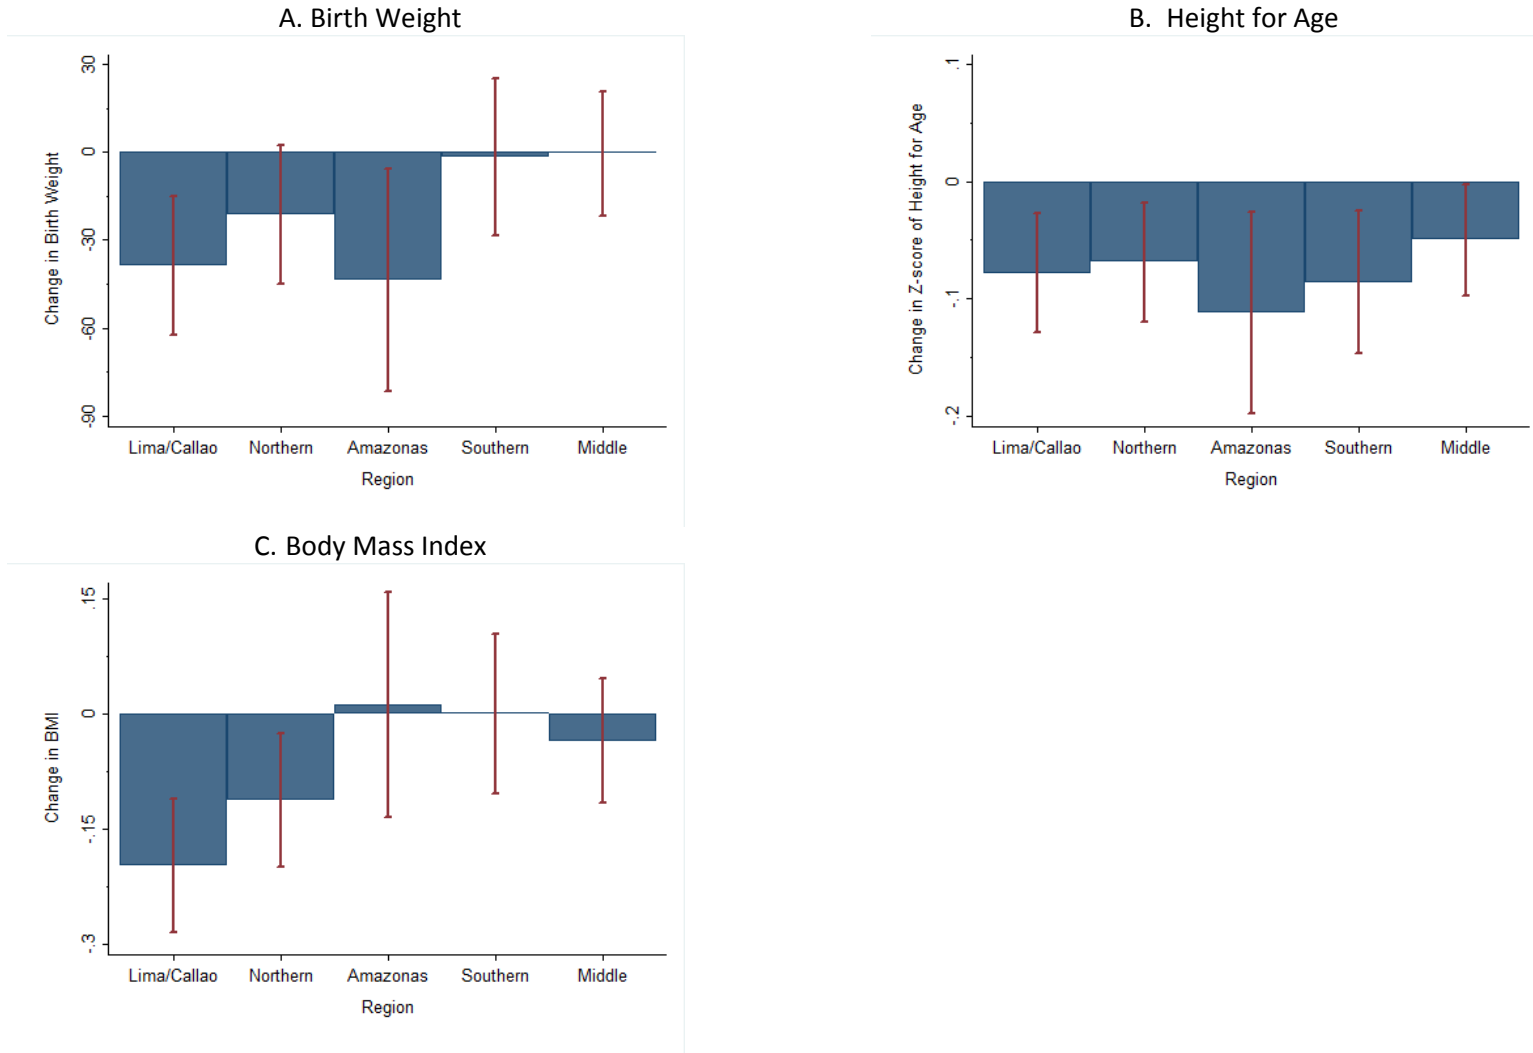 A. Birth Weight
30
0
-30
-60
-90
Change in Birth Weight
Lima/Callao Northern Amazonas Southern Middle
Region
B. Height for Age
.1
0
-.1
-.2
Change in Z-score of Height for Age
Lima/Callao Northern Amazonas Southern Middle
Region
C. Body Mass Index
.15
0
-.15
-.3
Change in BMI
Lima/Callao Northern Amazonas Southern Middle
Region